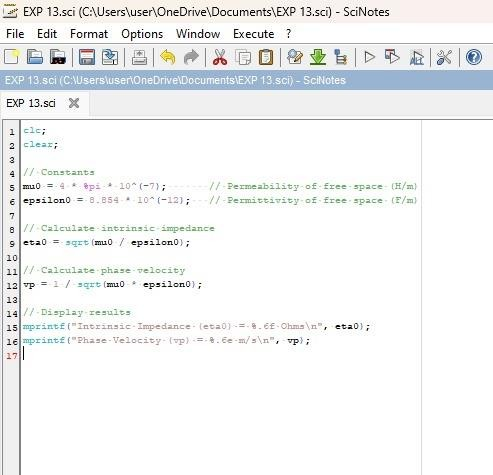 EXP 13.sci (C:\Users\user\OneDrive\Documents\EXP 13.sci) - SciNotes
File Edit Format Options Window Execute ?
EXP 13.sci (C:\Users\user\OneDrive\Documents\EXP 13.sci) - SciNotes
EXP 13.sci
1 clc;
2 clear;
3
4 // Constants
5 mu0 = 4 * %pi * 10^(-7); // Permeability of free space (H/m)
6 epsilon0 = 8.854 * 10^(-12); // Permittivity of free space (F/m)
7
8 // Calculate intrinsic impedance
9 eta0 = sqrt(mu0 / epsilon0);
10
11 // Calculate phase velocity
12 vp = 1 / sqrt(mu0 * epsilon0);
13
14 // Display results
15 mprintf("Intrinsic Impedance (eta0) = %.6f Ohms\n", eta0);
16 mprintf("Phase Velocity (vp) = %.6e m/s\n", vp);
17